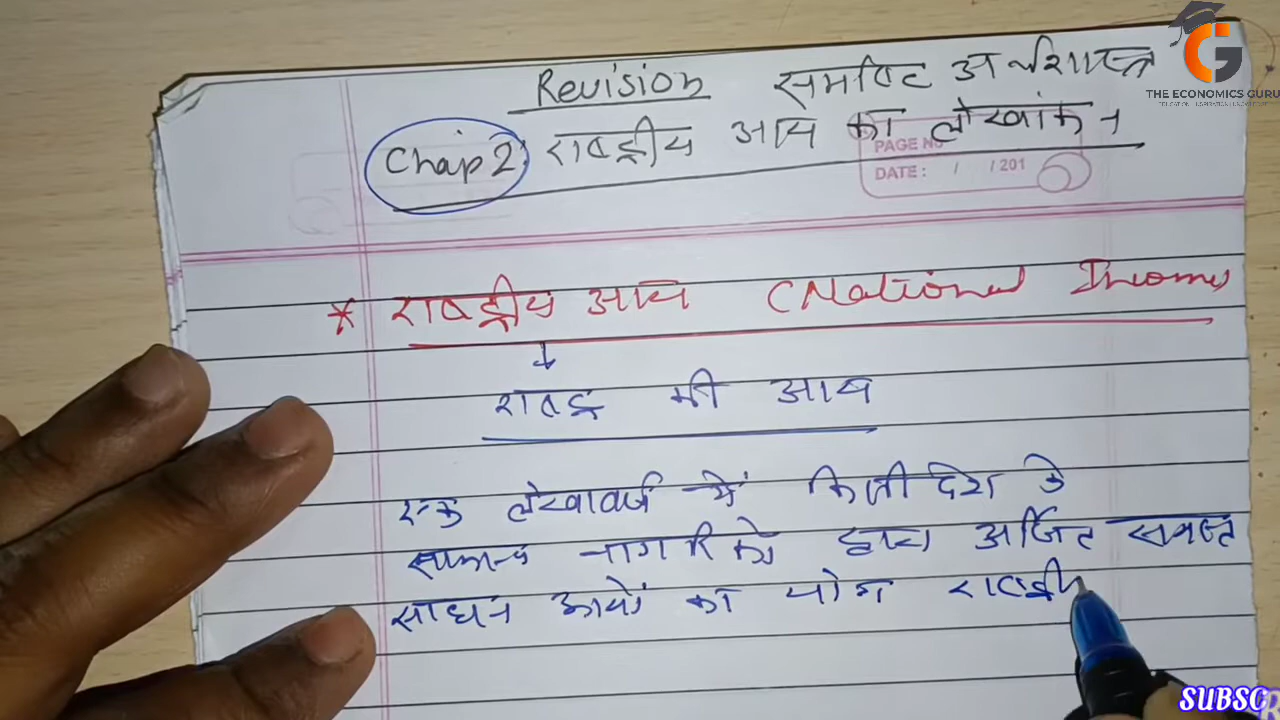 Revision समष्टि अर्थशास्त्र
Chap 2 राष्ट्रीय आय का लेखांकन
PAGE NO
DATE : / / 201
* राष्ट्रीय आय (National Income)
राष्ट्र की आय
एक लेखावर्ष में किसी देश के
सामान्य नागरिको द्वारा अर्जित समस्त
साधन आयों का योग राष्ट्रीय
G
THE ECONOMICS GURU
SUBSC